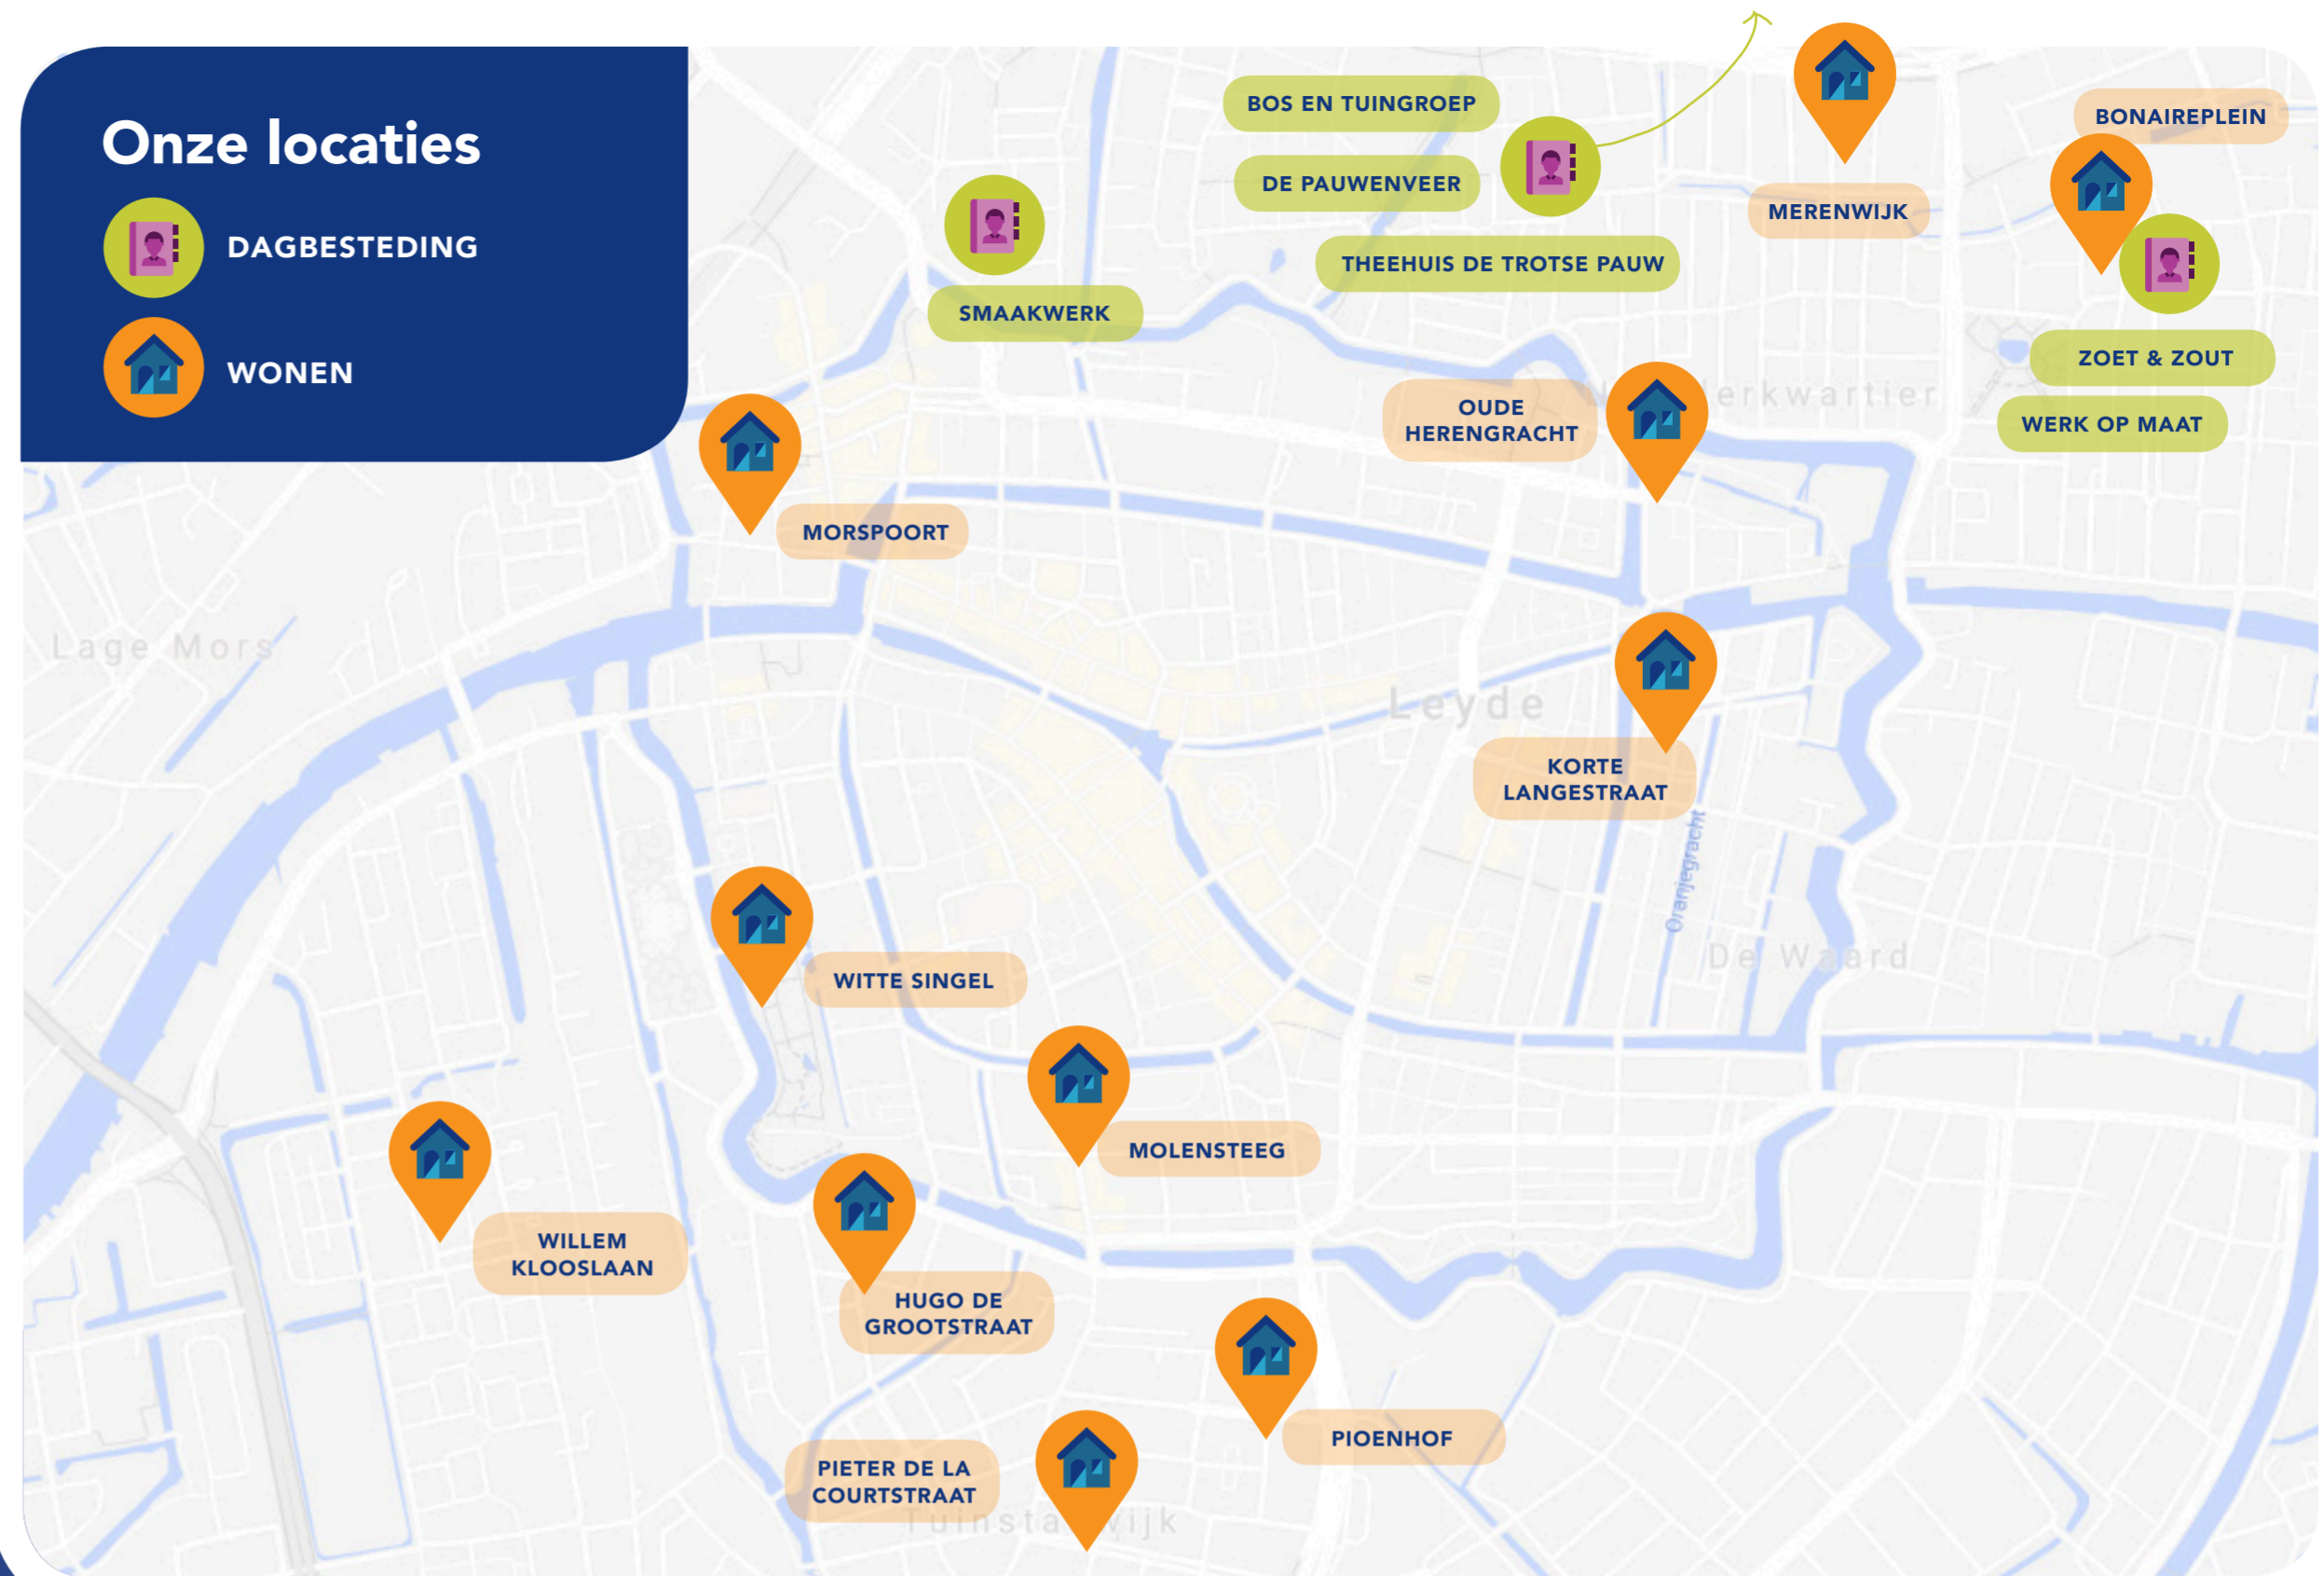 Onze locaties
DAGBESTEDING
WONEN
BOS EN TUINGROEP
DE PAUWENVEER
THEEHUIS DE TROTSE PAUW
MERENWIJK
BONAIREPLEIN
SMAAKWERK
ZOET & ZOUT
WERK OP MAAT
OUDE
HERENGRACHT
erkwartier
MORSPOORT
Lage Mors
Leyde
KORTE
LANGESTRAAT
Oranjegracht
De Waard
WITTE SINGEL
MOLENSTEEG
WILLEM
KLOOSLAAN
HUGO DE
GROOTSTRAAT
PIOENHOF
PIETER DE LA
COURTSTRAAT